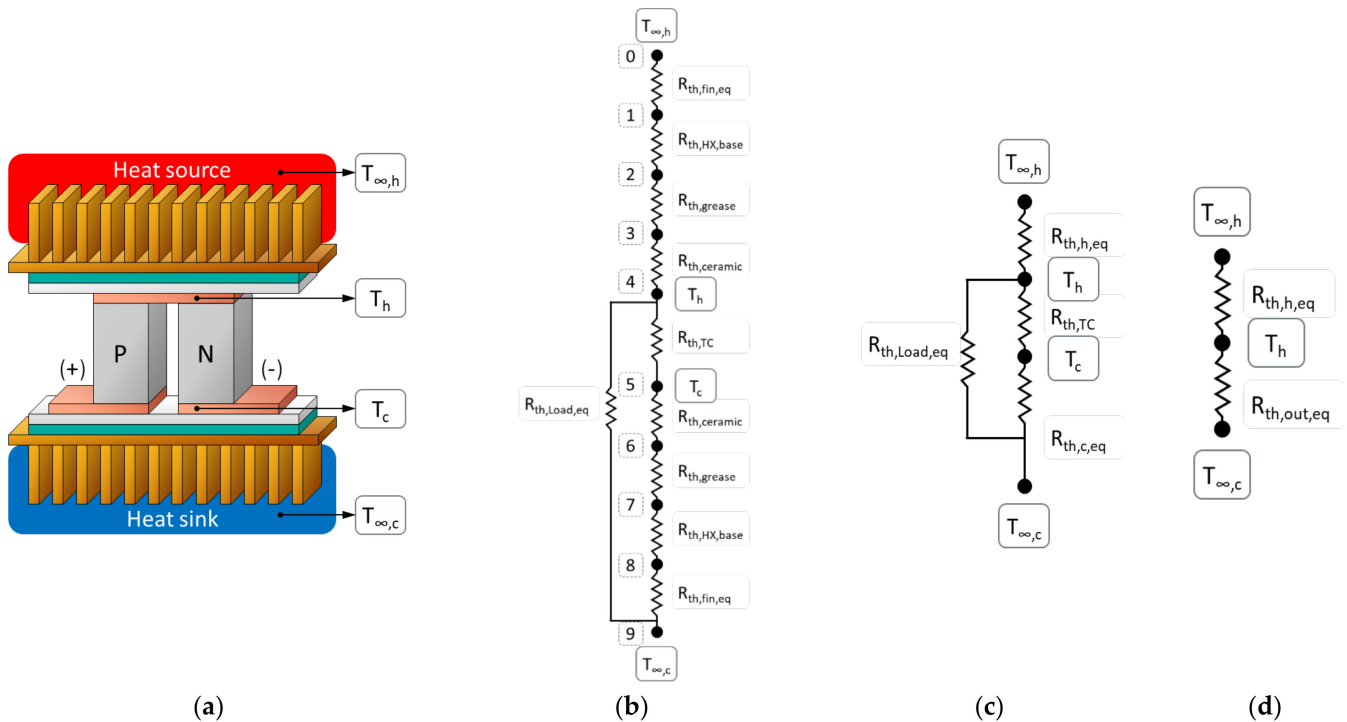 Heat source
T∞,h
Th
P
N
(+)
(-)
Tc
Heat sink
T∞,c
(a)
T∞,h
0
Rth,fin,eq
1
Rth,HX,base
2
Rth,grease
3
Rth,ceramic
4
Th
Rth,TC
5
Tc
Rth,Load,eq
Rth,ceramic
6
Rth,grease
7
Rth,HX,base
8
Rth,fin,eq
9
T∞,c
(b)
T∞,h
Rth,h,eq
Th
Rth,Load,eq
Rth,TC
Tc
Rth,c,eq
T∞,c
(c)
T∞,h
Rth,h,eq
Th
Rth,out,eq
T∞,c
(d)